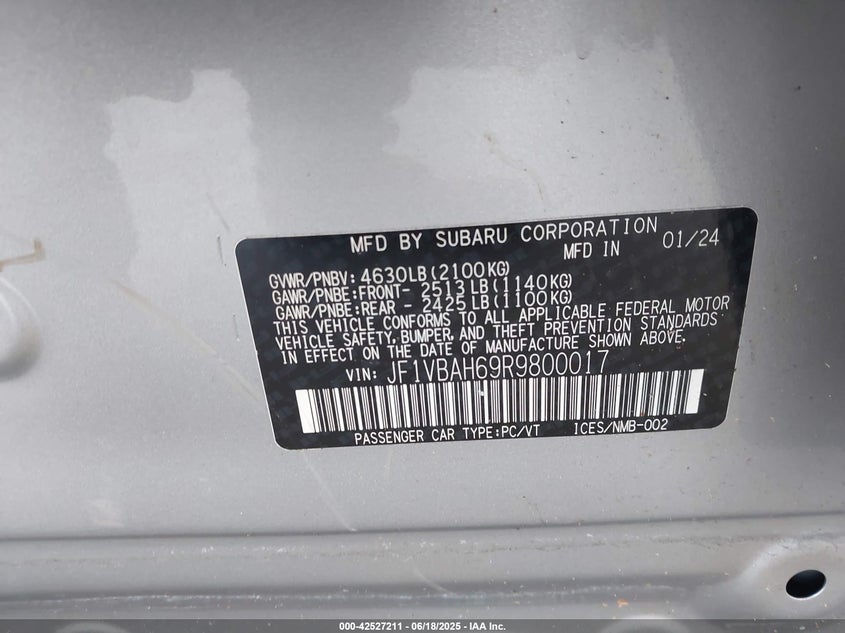 MFD BY SUBARU CORPORATION
MFD IN 01/24
GVWR/PNBV: 4630LB(2100KG)
GAWR/PNBE:FRONT- 2513LB(1140KG)
GAWR/PNBE:REAR - 2425LB(1100KG)
THIS VEHICLE CONFORMS TO ALL APPLICABLE FEDERAL MOTOR
VEHICLE SAFETY, BUMPER, AND THEFT PREVENTION STANDARDS
IN EFFECT ON THE DATE OF MANUFACTURE SHOWN ABOVE.
VIN: JF1VBAH69R9800017
PASSENGER CAR TYPE:PC/VT ICES/NMB-002
000-42527211 - 06/18/2025 - IAA Inc.